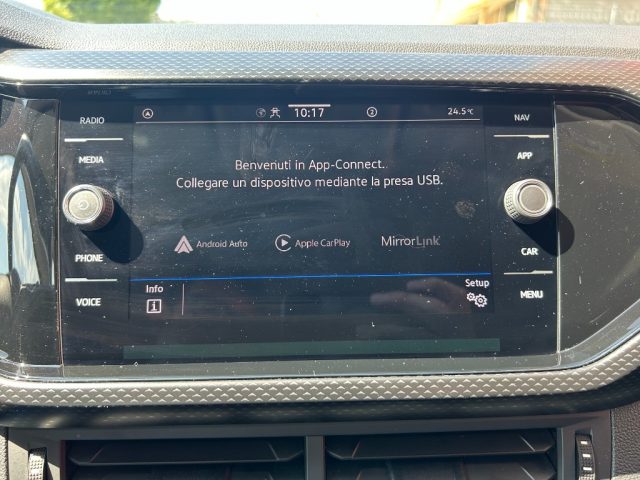 RADIO
MEDIA
PHONE
VOICE
10:17
2
24.5°C
Benvenuti in App-Connect.
Collegare un dispositivo mediante la presa USB.
Android Auto
Apple CarPlay
MirrorLink
Info
Setup
NAV
APP
CAR
MENU